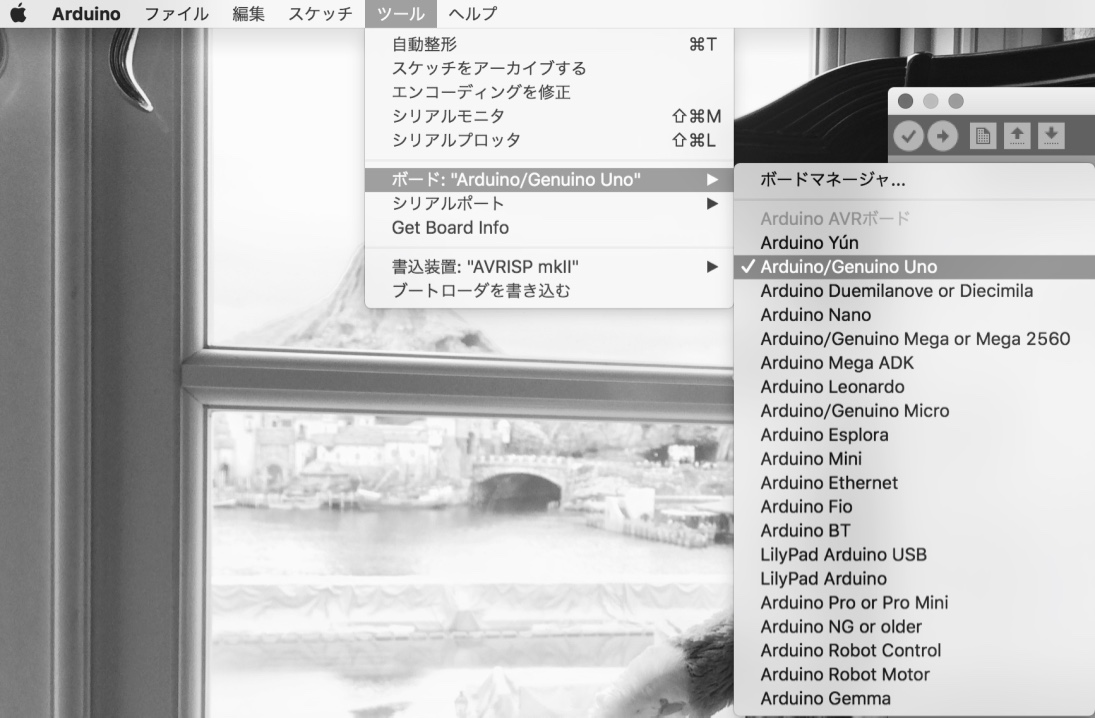 Arduino ファイル 編集 スケッチ ツール ヘルプ
自動整形 ⌘T
スケッチをアーカイブする
エンコーディングを修正
シリアルモニタ ⇧⌘M
シリアルプロッタ ⇧⌘L
ボード: "Arduino/Genuino Uno" ▶
シリアルポート ▶
Get Board Info
書込装置: "AVRISP mkII" ▶
ブートローダを書き込む
ボードマネージャ...
Arduino AVRボード
Arduino Yún
✓ Arduino/Genuino Uno
Arduino Duemilanove or Diecimila
Arduino Nano
Arduino/Genuino Mega or Mega 2560
Arduino Mega ADK
Arduino Leonardo
Arduino/Genuino Micro
Arduino Esplora
Arduino Mini
Arduino Ethernet
Arduino Fio
Arduino BT
LilyPad Arduino USB
LilyPad Arduino
Arduino Pro or Pro Mini
Arduino NG or older
Arduino Robot Control
Arduino Robot Motor
Arduino Gemma